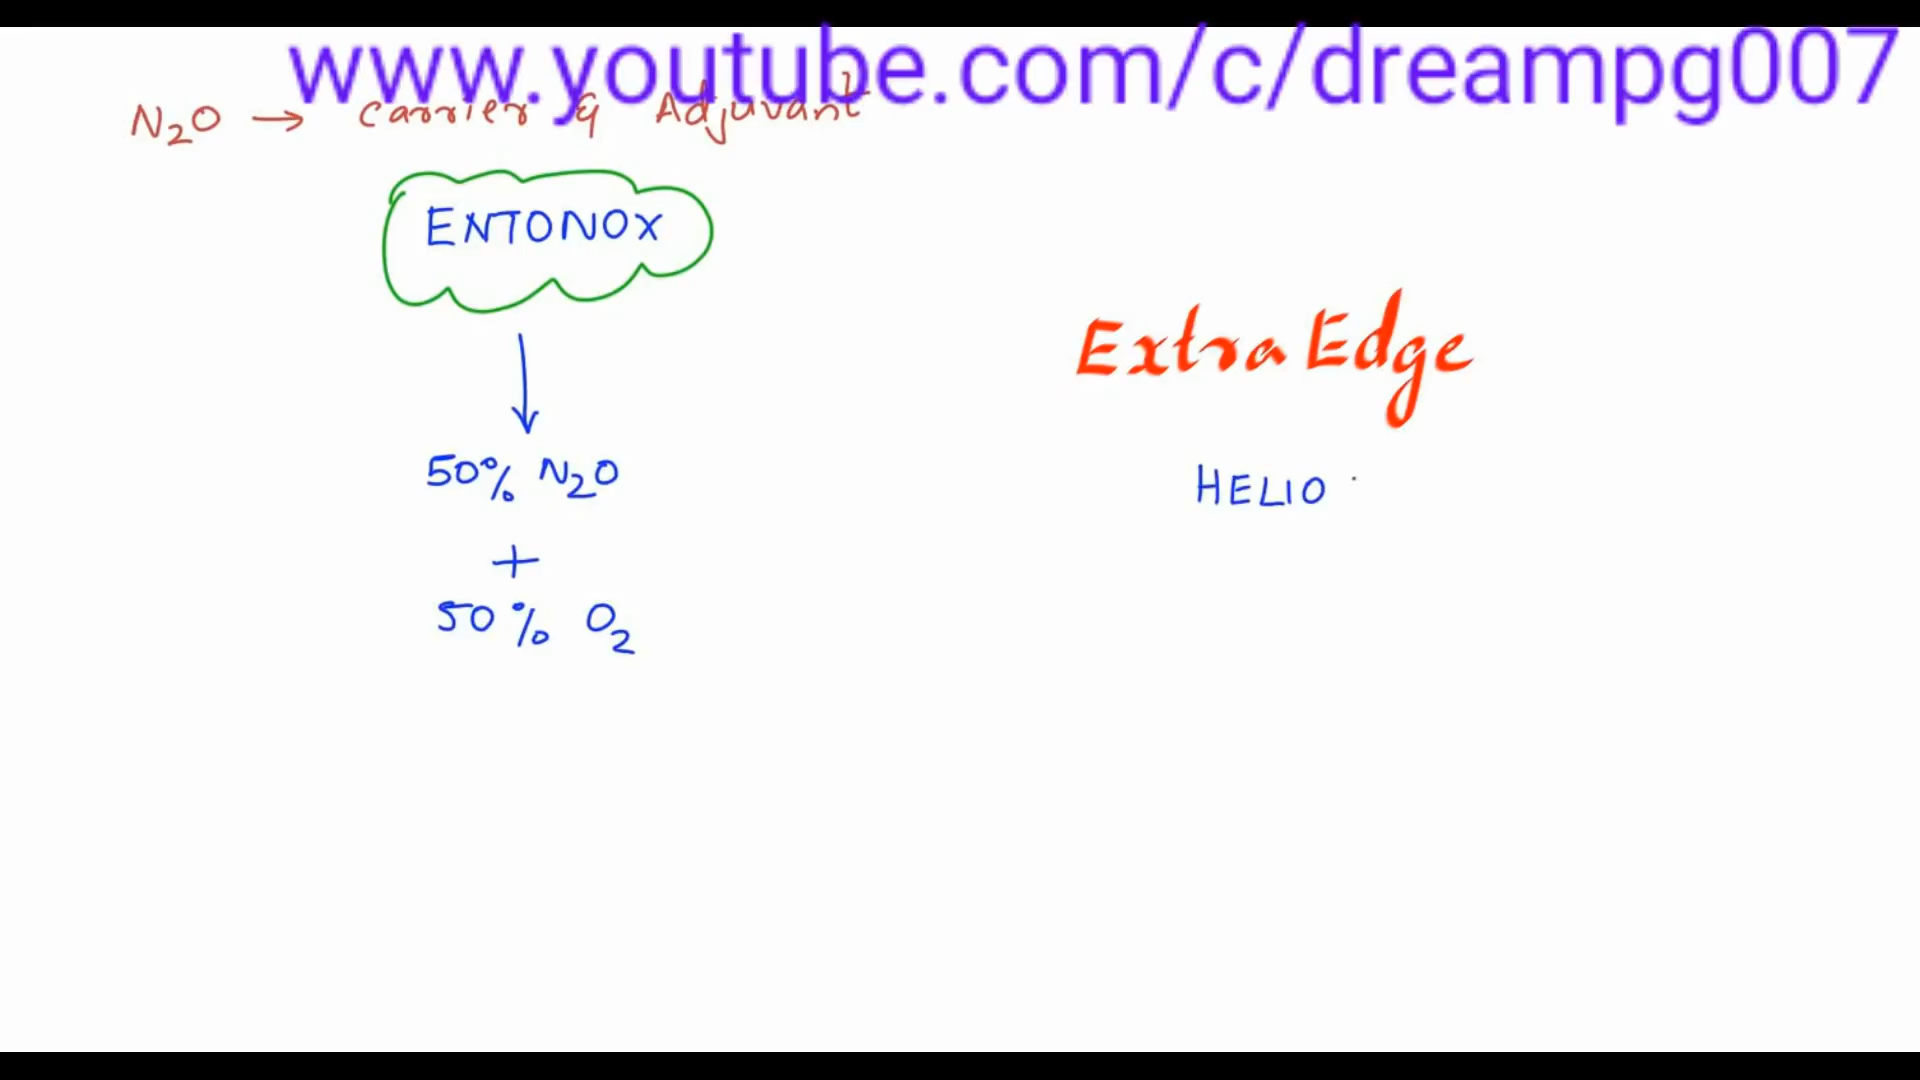 www.youtube.com/c/dreampg007
N₂O → carrier & Adjuvant
ENTONOX
50% N₂O
+
50% O₂
Extra Edge
HELIO